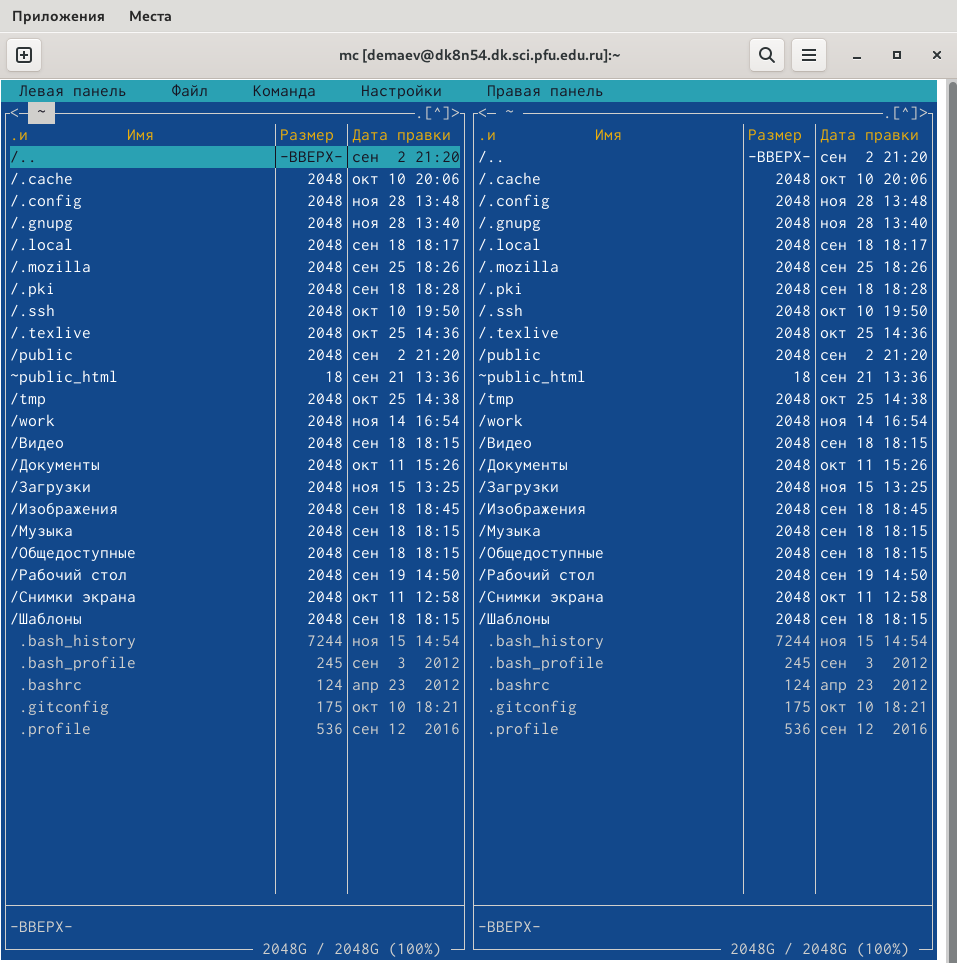 Приложения Места
mc [demaev@dk8n54.dk.sci.pfu.edu.ru]:~
Левая панель Файл Команда Настройки Правая панель
<- ~ .[^]> <- ~ .[^]>
.и Имя Размер Дата правки .и Имя Размер Дата правки
/.. -ВВЕРХ- сен 2 21:20 /.. -ВВЕРХ- сен 2 21:20
/.cache 2048 окт 10 20:06 /.cache 2048 окт 10 20:06
/.config 2048 ноя 28 13:48 /.config 2048 ноя 28 13:48
/.gnupg 2048 ноя 28 13:40 /.gnupg 2048 ноя 28 13:40
/.local 2048 сен 18 18:17 /.local 2048 сен 18 18:17
/.mozilla 2048 сен 25 18:26 /.mozilla 2048 сен 25 18:26
/.pki 2048 сен 18 18:28 /.pki 2048 сен 18 18:28
/.ssh 2048 окт 10 19:50 /.ssh 2048 окт 10 19:50
/.texlive 2048 окт 25 14:36 /.texlive 2048 окт 25 14:36
/public 2048 сен 2 21:20 /public 2048 сен 2 21:20
~public_html 18 сен 21 13:36 ~public_html 18 сен 21 13:36
/tmp 2048 окт 25 14:38 /tmp 2048 окт 25 14:38
/work 2048 ноя 14 16:54 /work 2048 ноя 14 16:54
/Видео 2048 сен 18 18:15 /Видео 2048 сен 18 18:15
/Документы 2048 окт 11 15:26 /Документы 2048 окт 11 15:26
/Загрузки 2048 ноя 15 13:25 /Загрузки 2048 ноя 15 13:25
/Изображения 2048 сен 18 18:45 /Изображения 2048 сен 18 18:45
/Музыка 2048 сен 18 18:15 /Музыка 2048 сен 18 18:15
/Общедоступные 2048 сен 18 18:15 /Общедоступные 2048 сен 18 18:15
/Рабочий стол 2048 сен 19 14:50 /Рабочий стол 2048 сен 19 14:50
/Снимки экрана 2048 окт 11 12:58 /Снимки экрана 2048 окт 11 12:58
/Шаблоны 2048 сен 18 18:15 /Шаблоны 2048 сен 18 18:15
.bash_history 7244 ноя 15 14:54 .bash_history 7244 ноя 15 14:54
.bash_profile 245 сен 3 2012 .bash_profile 245 сен 3 2012
.bashrc 124 апр 23 2012 .bashrc 124 апр 23 2012
.gitconfig 175 окт 10 18:21 .gitconfig 175 окт 10 18:21
.profile 536 сен 12 2016 .profile 536 сен 12 2016
-ВВЕРХ- -ВВЕРХ-
2048G / 2048G (100%) 2048G / 2048G (100%)